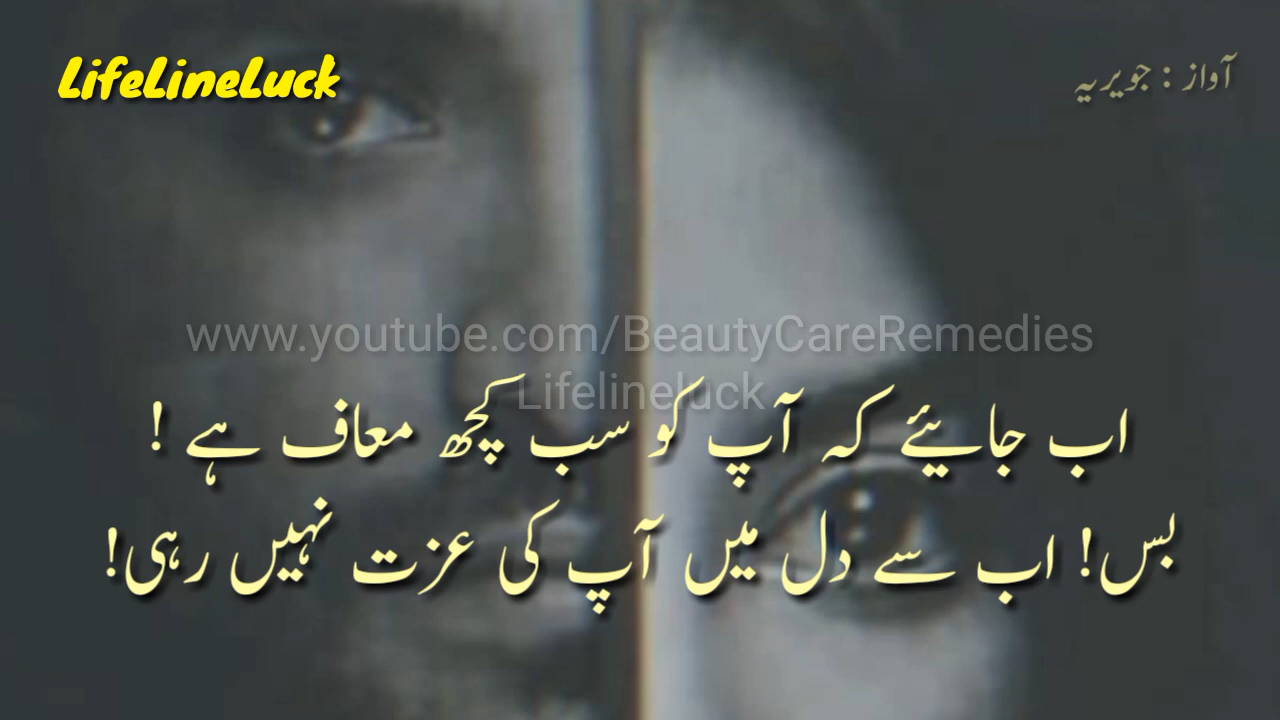 LifeLineLuck
آواز : جویریہ
www.youtube.com/BeautyCareRemedies
Lifelineluck
اب جایئے کہ آپ کو سب کچھ معاف ہے !
بس! اب سے دل میں آپ کی عزت نہیں رہی!